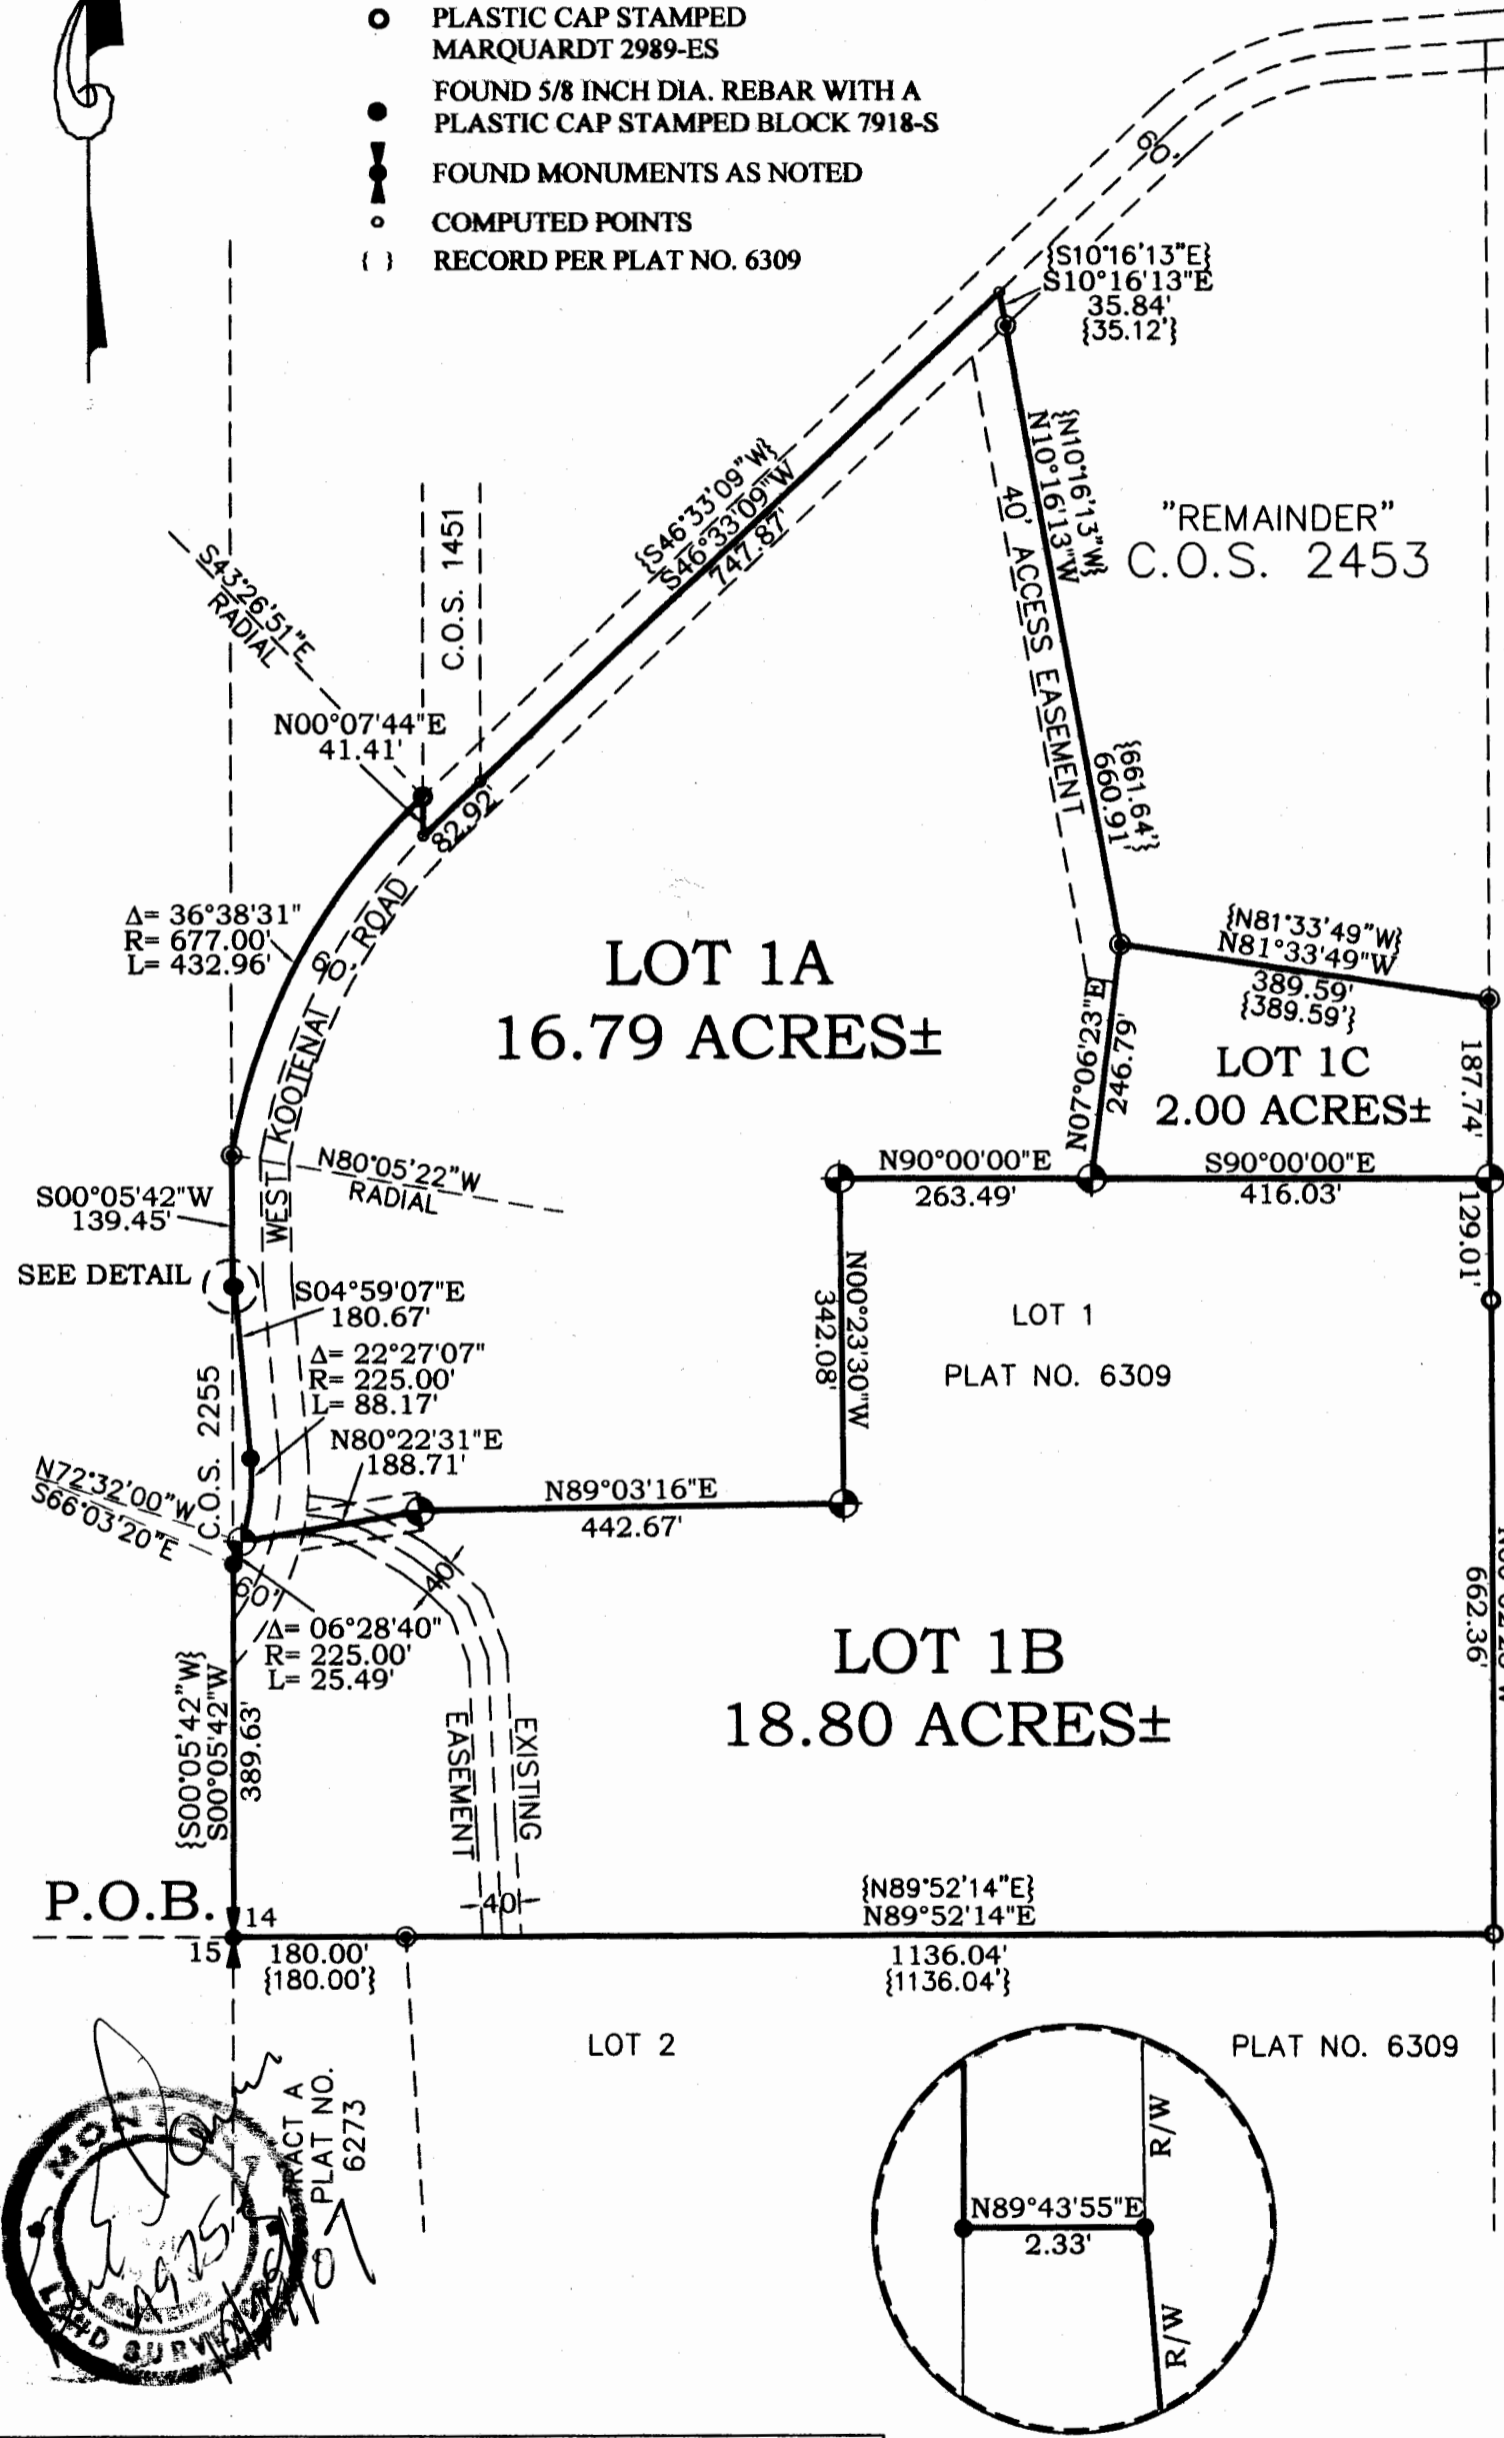 PLASTIC CAP STAMPED
MARQUARDT 2989-ES
FOUND 5/8 INCH DIA. REBAR WITH A
PLASTIC CAP STAMPED BLOCK 7918-S
FOUND MONUMENTS AS NOTED
COMPUTED POINTS
{ } RECORD PER PLAT NO. 6309
60'
{S10°16'13"E}
S10°16'13"E
35.84'
{35.12'}
{N10°16'13"W}
N10°16'13"W
{661.64'}
660.91'
40' ACCESS EASEMENT
"REMAINDER"
C.O.S. 2453
{S46°33'09"W}
S46°33'09"W
747.87'
C.O.S. 1451
S43°26'51"E
RADIAL
N00°07'44"E
41.41'
82.92'
Δ= 36°38'31"
R= 677.00'
L= 432.96'
60'
WEST KOOTENAI ROAD
LOT 1A
16.79 ACRES±
{N81°33'49"W}
N81°33'49"W
389.59'
{389.59'}
N07°06'23"E
246.79'
LOT 1C
2.00 ACRES±
187.74'
N90°00'00"E
263.49'
S90°00'00"E
416.03'
129.01'
N80°05'22"W
RADIAL
S00°05'42"W
139.45'
SEE DETAIL
S04°59'07"E
180.67'
N00°23'30"W
342.08'
LOT 1
PLAT NO. 6309
Δ= 22°27'07"
R= 225.00'
L= 88.17'
C.O.S. 2255
N80°22'31"E
188.71'
N89°03'16"E
442.67'
N72°32'00"W
S66°03'20"E
40'
60'
Δ= 06°28'40"
R= 225.00'
L= 25.49'
662.36'
LOT 1B
18.80 ACRES±
{S00°05'42"W}
S00°05'42"W
389.63'
EXISTING
EASEMENT
40
P.O.B.
14
15
180.00'
{180.00'}
{N89°52'14"E}
N89°52'14"E
1136.04'
{1136.04'}
LOT 2
PLAT NO. 6309
TRACT A
PLAT NO.
6273
R/W
N89°43'55"E
2.33'
R/W
LAND SURVEYOR